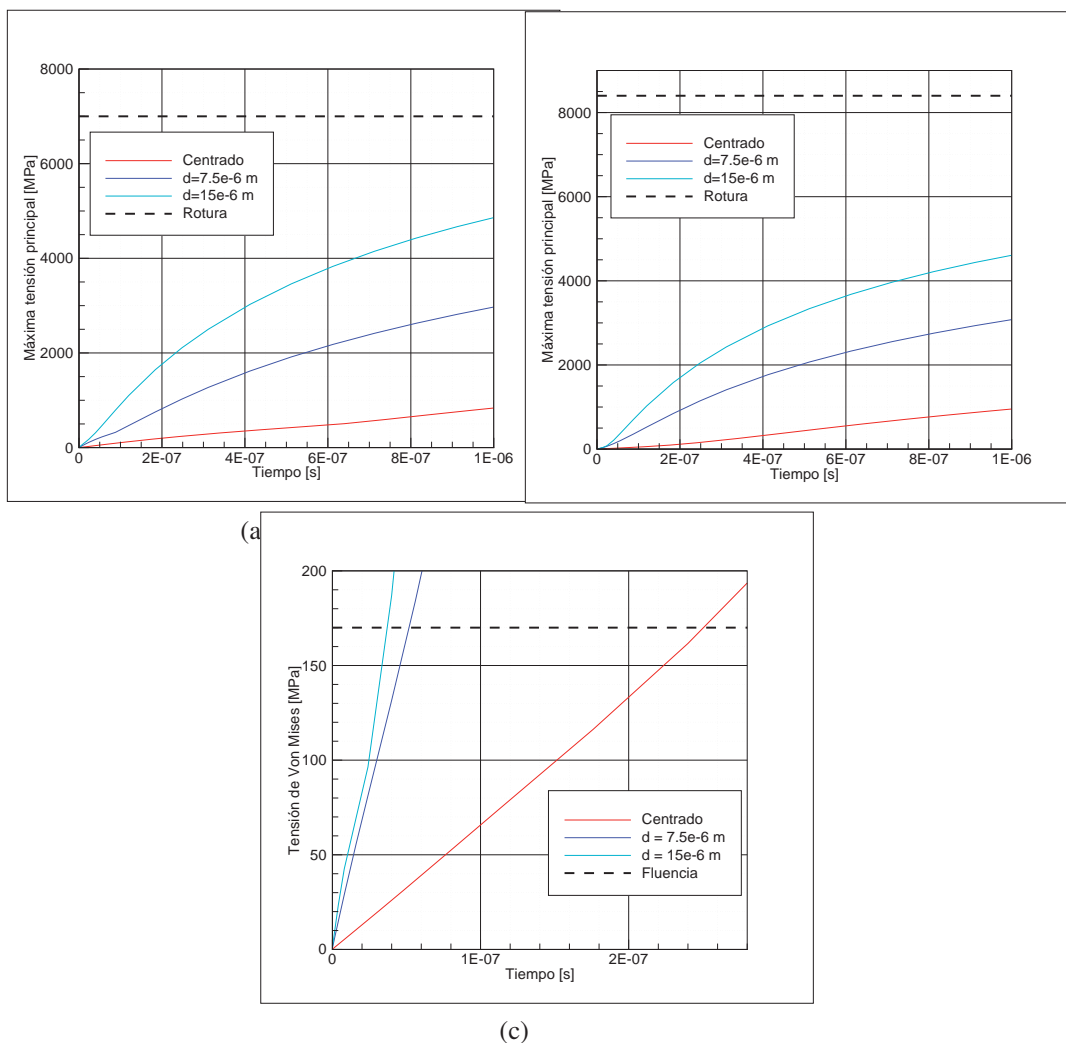 Máxima tensión principal [MPa]
8000
6000
4000
2000
0
Centrado
d=7.5e-6 m
d=15e-6 m
Rotura
0 2E-07 4E-07 6E-07 8E-07 1E-06
Tiempo [s]
Máxima tensión principal [MPa]
8000
6000
4000
2000
0
Centrado
d=7.5e-6 m
d=15e-6 m
Rotura
0 2E-07 4E-07 6E-07 8E-07 1E-06
Tiempo [s]
(a
Tensión de Von Mises [MPa]
200
150
100
50
0
Centrado
d = 7.5e-6 m
d = 15e-6 m
Fluencia
0 1E-07 2E-07
Tiempo [s]
(c)